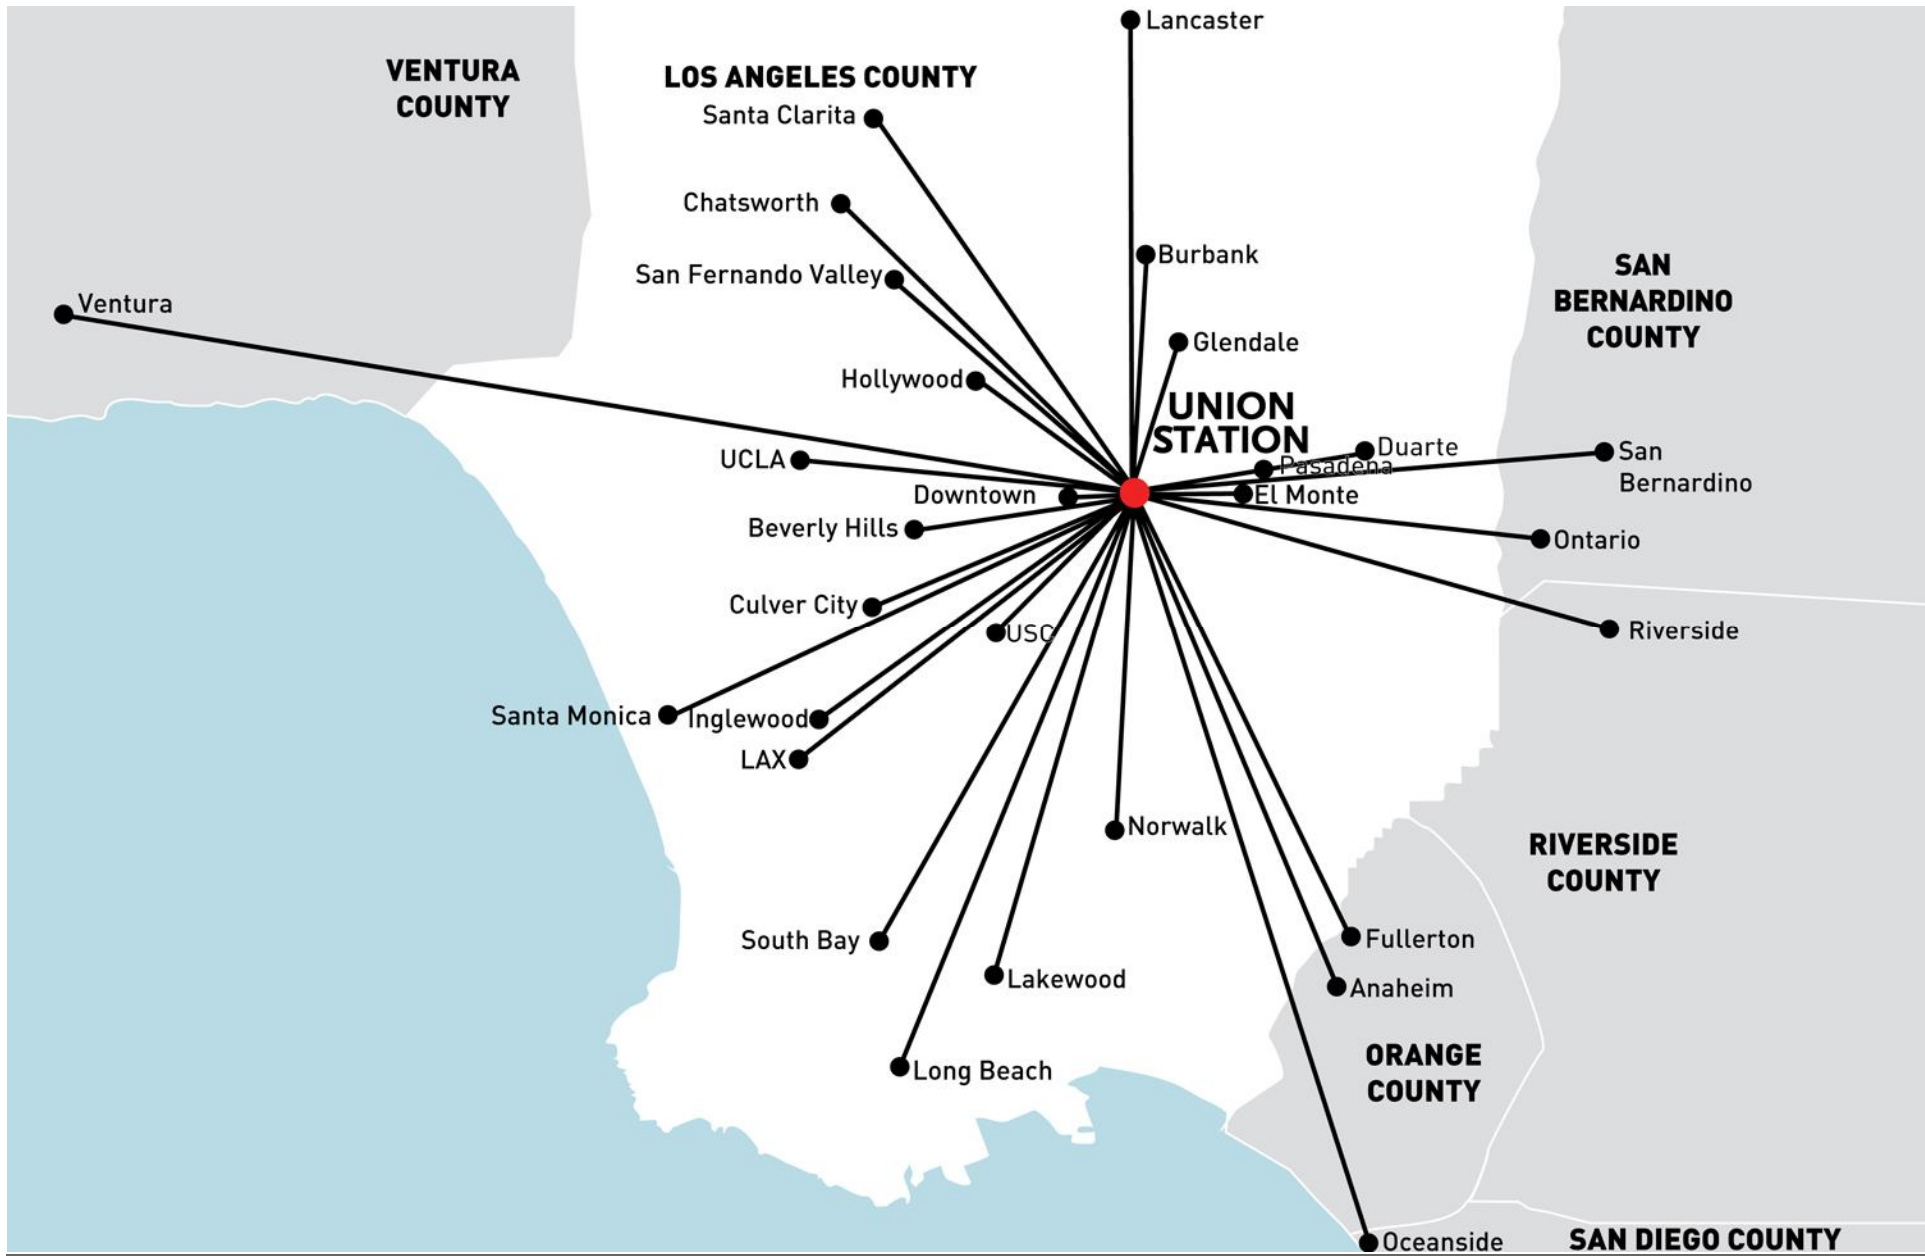 Lancaster
VENTURA
COUNTY
LOS ANGELES COUNTY
Santa Clarita
Chatsworth
Burbank
San Fernando Valley
SAN
BERNARDINO
COUNTY
Ventura
Glendale
Hollywood
UNION
STATION
Duarte
San
Bernardino
Pasadena
UCLA
Downtown
El Monte
Beverly Hills
Ontario
Culver City
USC
Riverside
Santa Monica
Inglewood
LAX
Norwalk
RIVERSIDE
COUNTY
South Bay
Fullerton
Lakewood
Anaheim
ORANGE
COUNTY
Long Beach
Oceanside
SAN DIEGO COUNTY